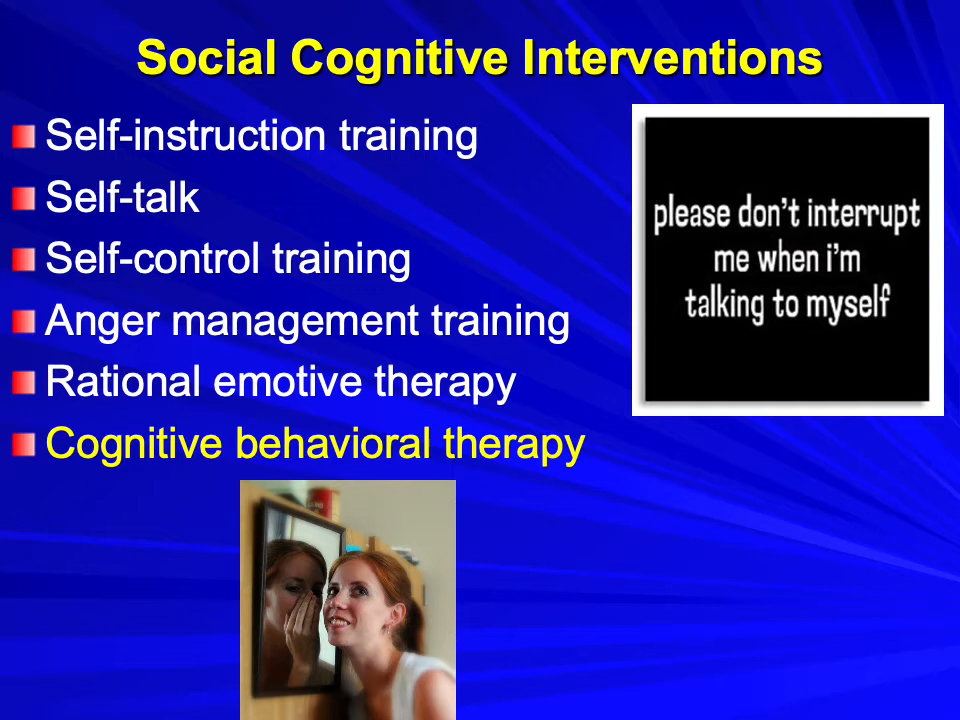 Social Cognitive Interventions
Self-instruction training
Self-talk
Self-control training
Anger management training
Rational emotive therapy
Cognitive behavioral therapy
please don't interrupt
me when i'm
talking to myself